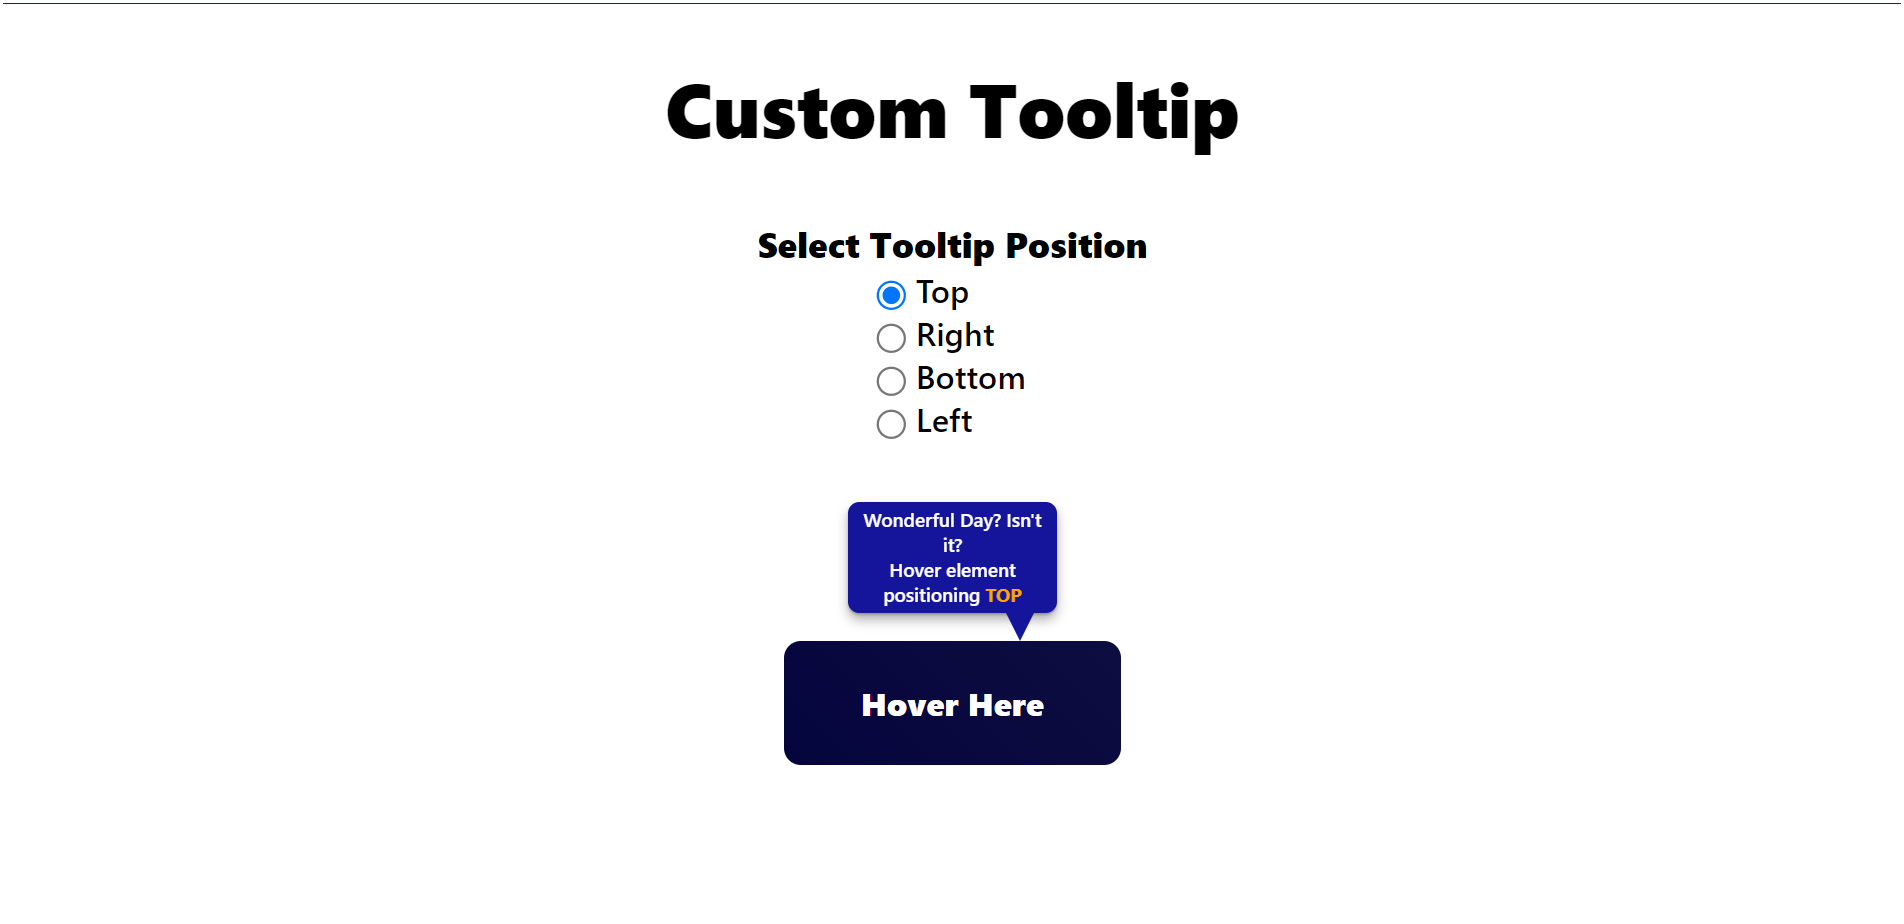 Custom Tooltip
Select Tooltip Position
Top
Right
Bottom
Left
Wonderful Day? Isn't
it?
Hover element
positioning TOP
Hover Here